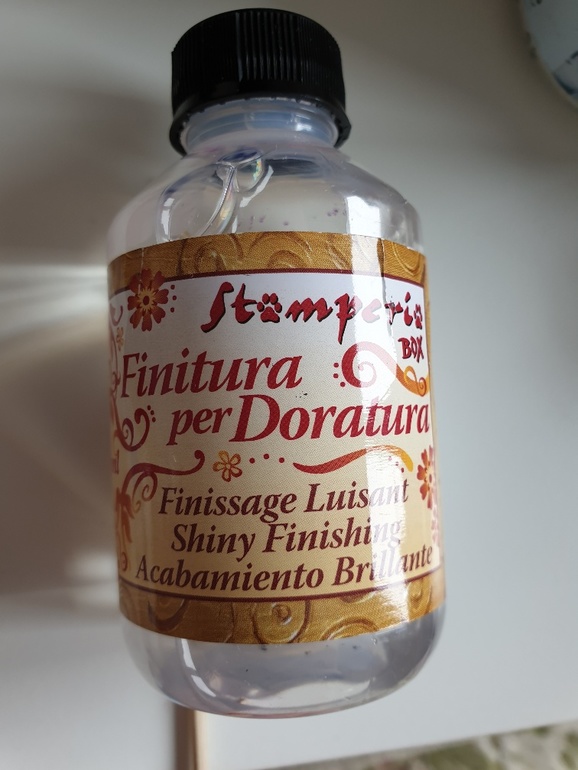 Stamperia
BOX
Finitura
per Doratura
Finissage Luisant
Shiny Finishing
Acabamiento Brillante